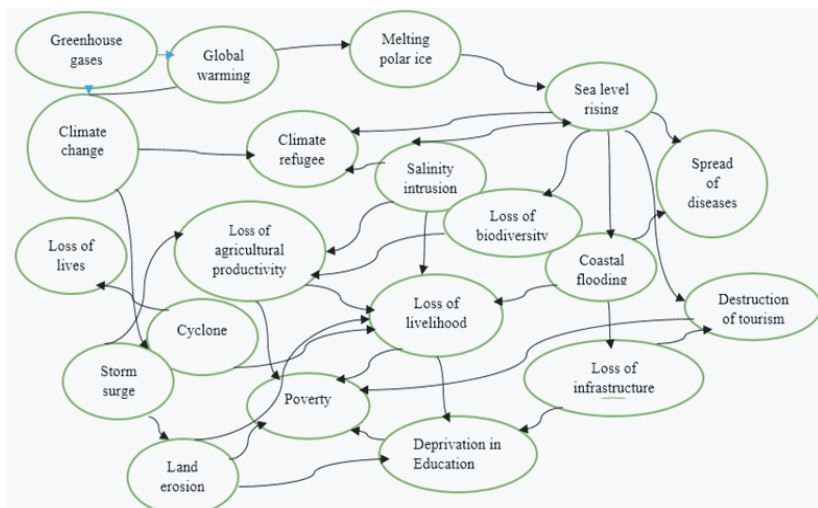 Greenhouse
gases
Global
warming
Melting
polar ice
Sea level
rising
Climate
change
Climate
refugee
Salinity
intrusion
Spread
of
diseases
Loss of
biodiversity
Loss of
agricultural
productivity
Loss of
lives
Coastal
flooding
Loss of
livelihood
Destruction
of tourism
Cyclone
Storm
surge
Poverty
Loss of
infrastructure
Deprivation in
Education
Land
erosion